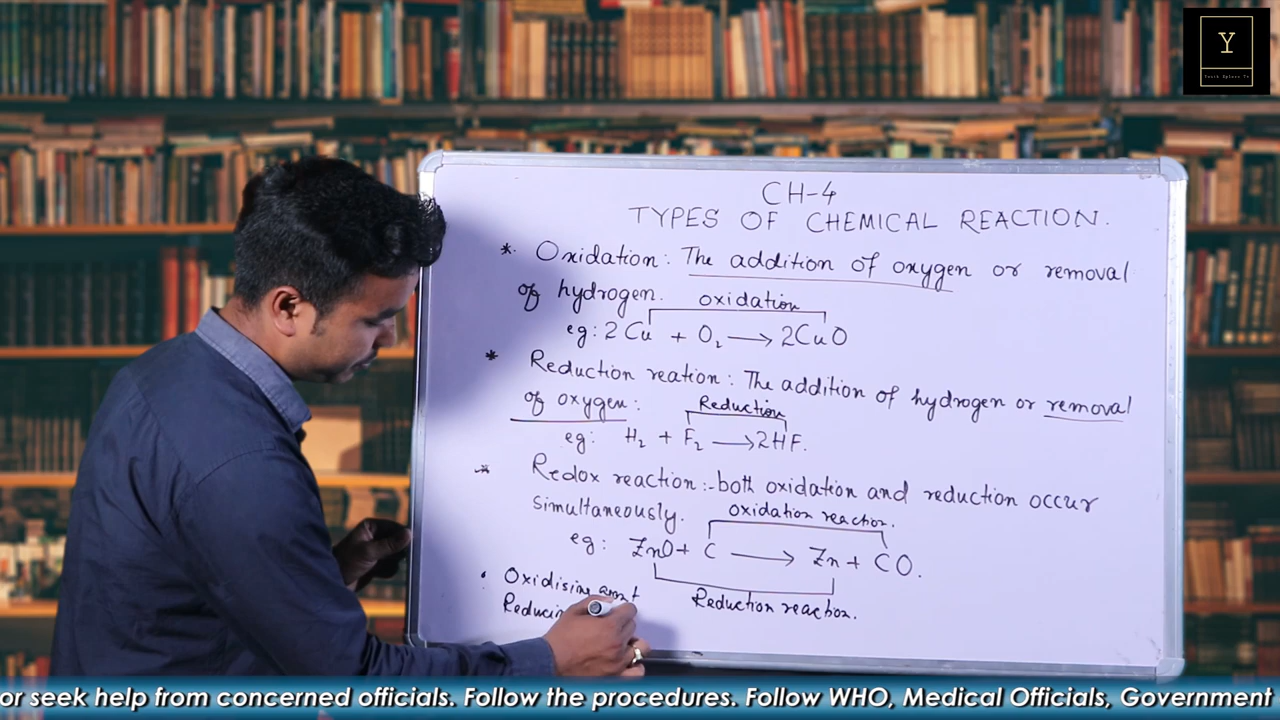 Y
CH-4
TYPES OF CHEMICAL REACTION.
* Oxidation: The addition of oxygen or removal
of hydrogen.
oxidation
eg: 2Cu + O₂ ⟶ 2CuO
* Reduction reation: The addition of hydrogen or removal
of oxygen:
Reduction
eg: H₂ + F₂ ⟶ 2HF.
* Redox reaction:- both oxidation and reduction occur
simultaneously.
oxidation reaction.
eg: ZnO + C ⟶ Zn + CO.
Reduction reaction.
• Oxidising
or seek help from concerned officials. Follow the procedures. Follow WHO, Medical Officials, Government